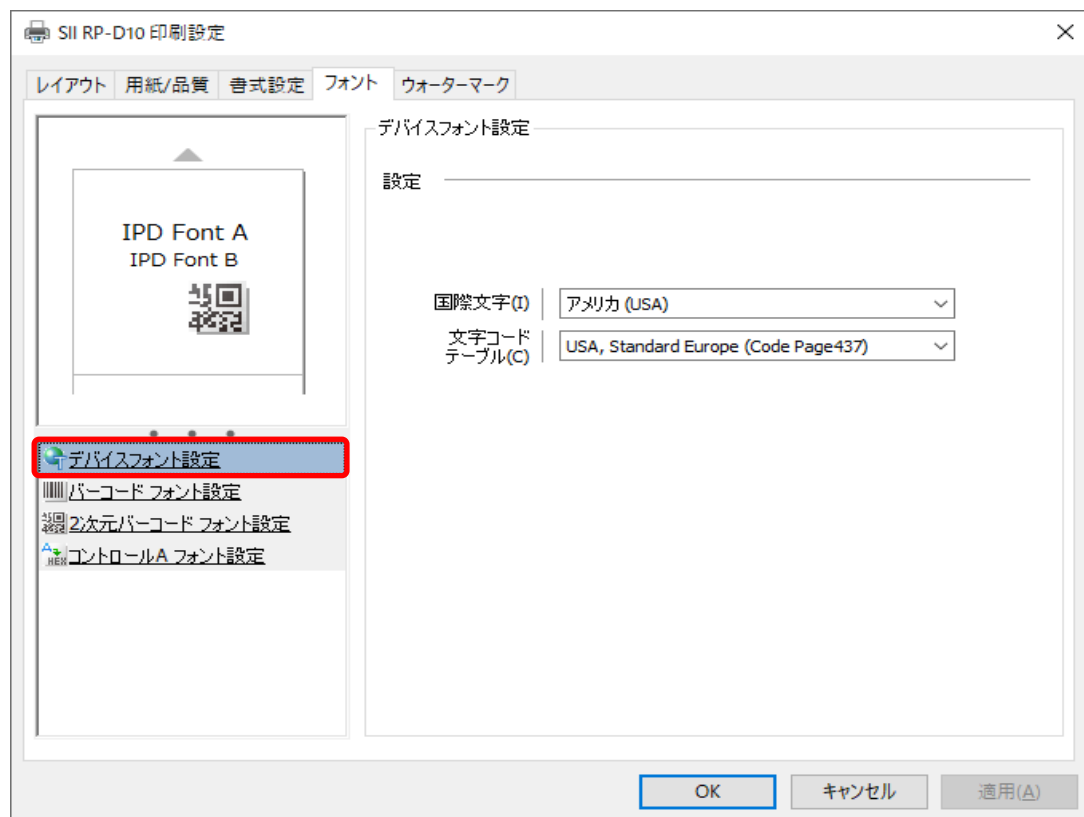 SII RP-D10 印刷設定
レイアウト 用紙/品質 書式設定 フォント ウォーターマーク
IPD Font A
IPD Font B
デバイスフォント設定
バーコード フォント設定
2次元バーコード フォント設定
HEX コントロールA フォント設定
デバイスフォント設定
設定
国際文字(I) アメリカ (USA)
文字コード
テーブル(C) USA, Standard Europe (Code Page437)
OK キャンセル 適用(A)